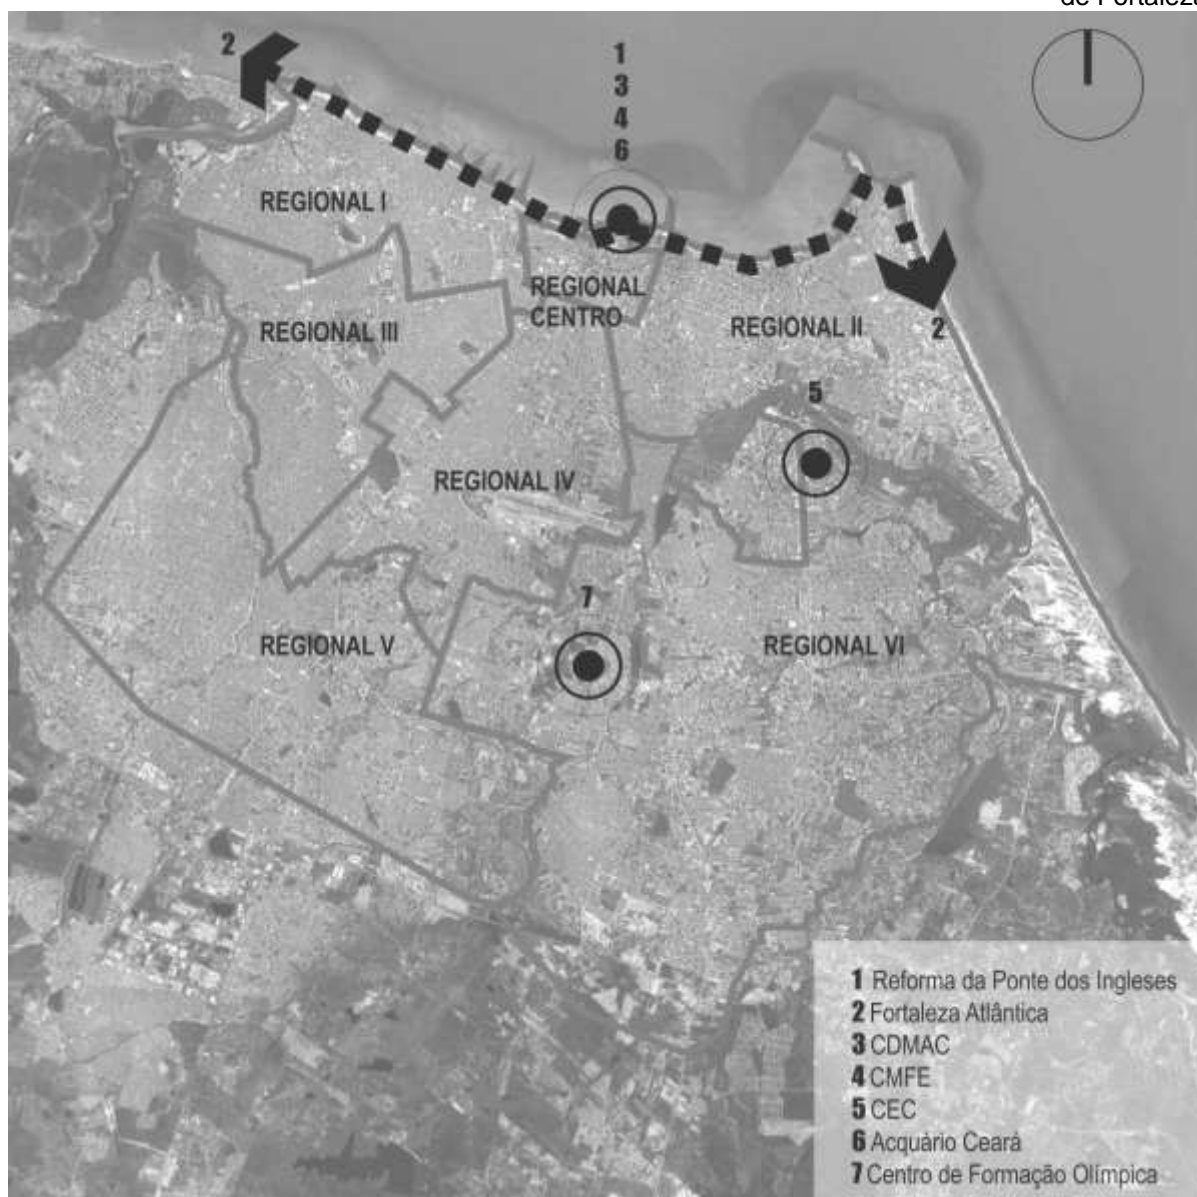 de Fortaleza
2
1
3
4
6
REGIONAL I
REGIONAL
CENTRO
REGIONAL III
REGIONAL II
2
5
REGIONAL IV
7
REGIONAL V
REGIONAL VI
1 Reforma da Ponte dos Ingleses
2 Fortaleza Atlântica
3 CDMAC
4 CMFE
5 CEC
6 Acquário Ceará
7 Centro de Formação Olímpica